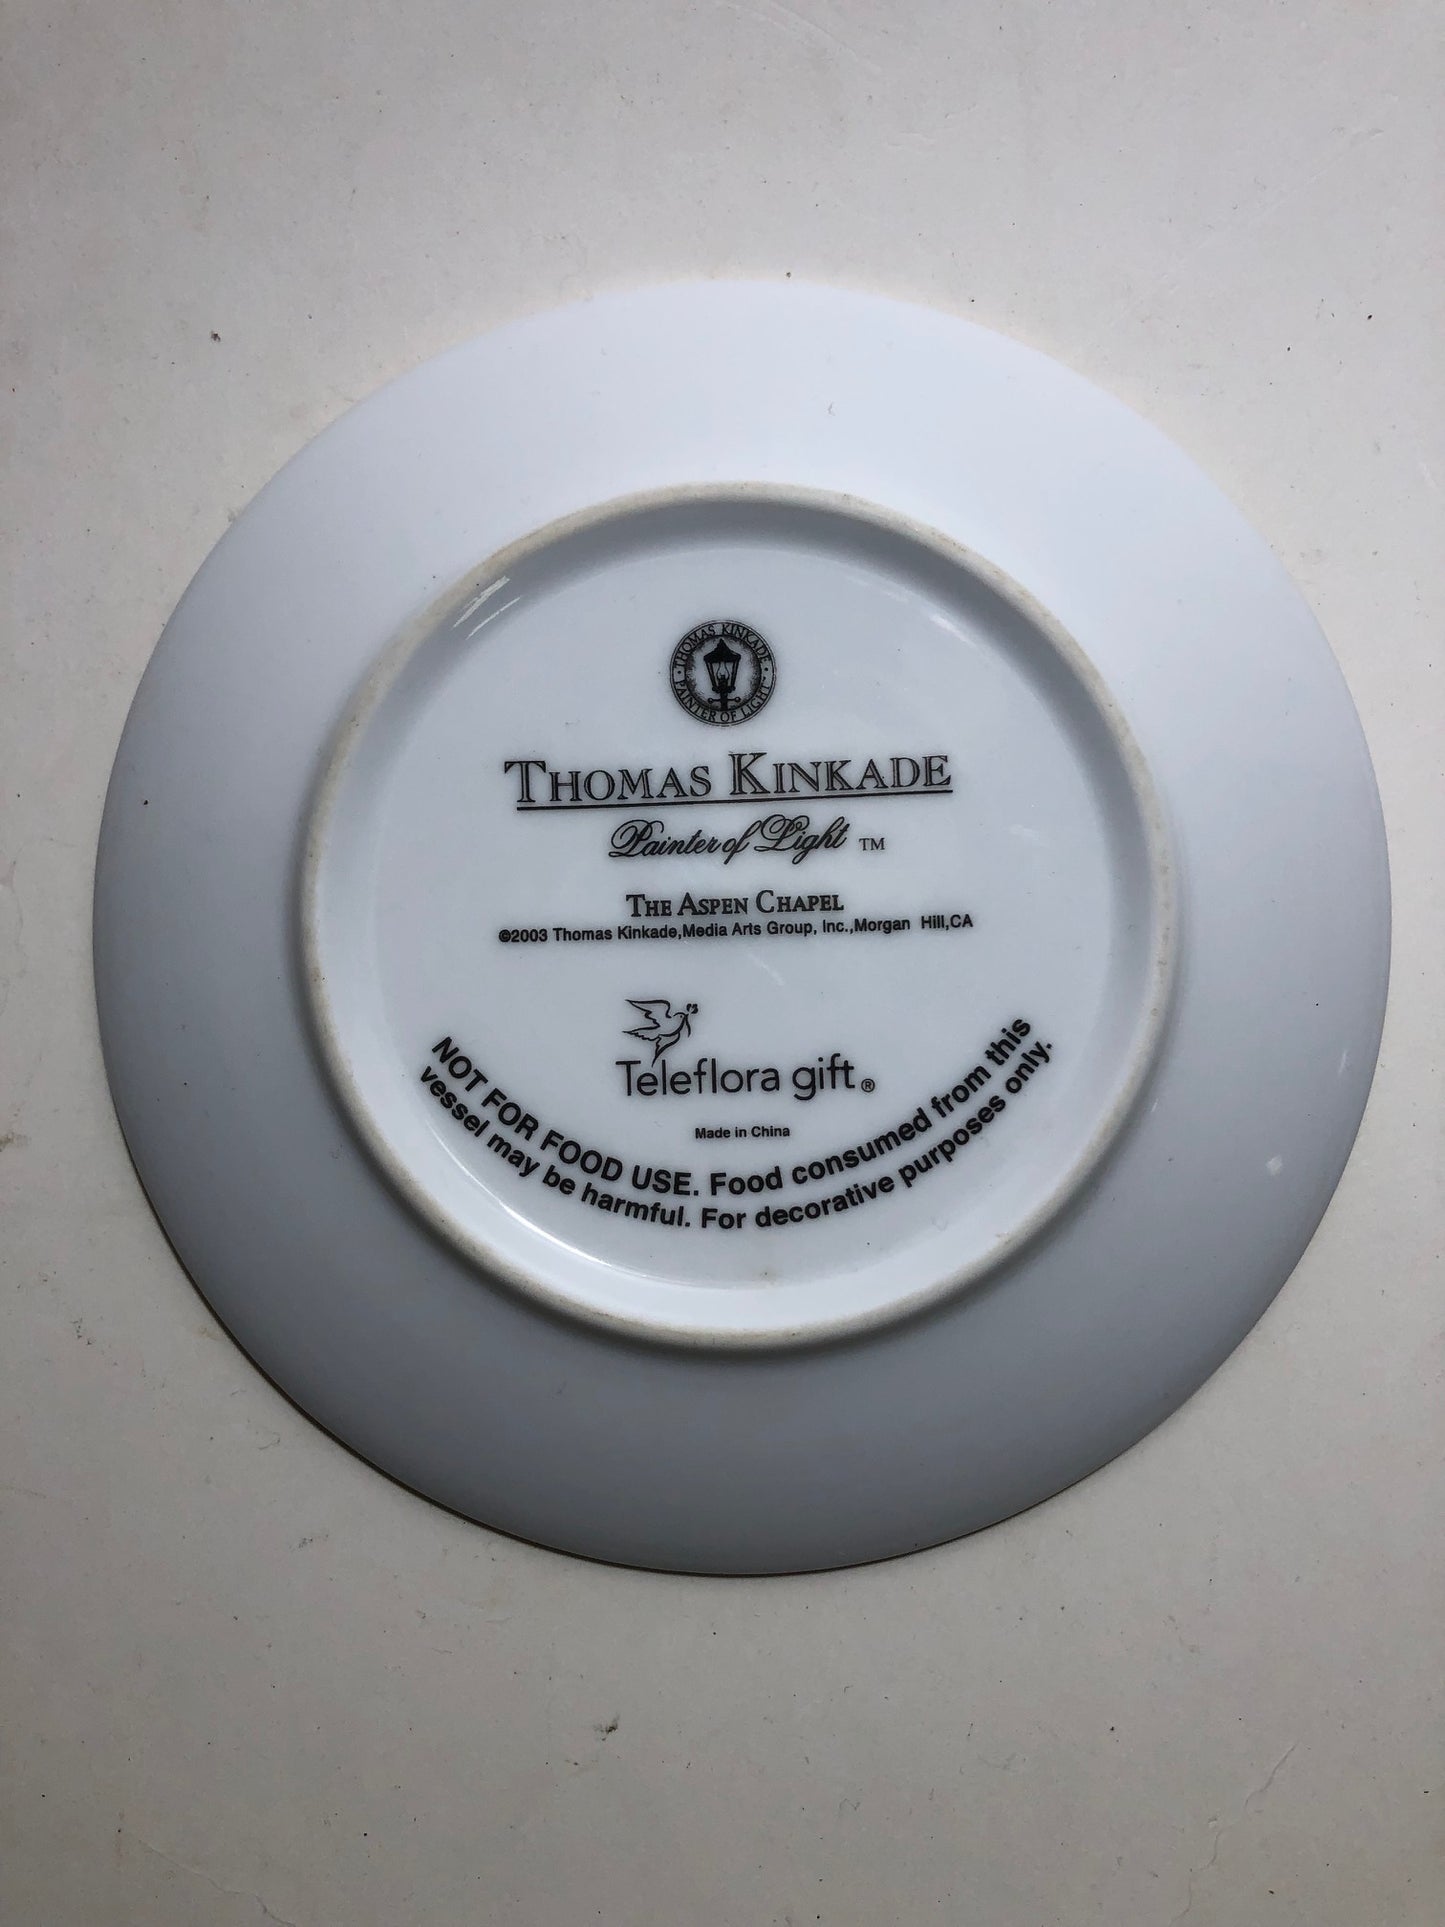 THOMAS KINKADE
PAINTER OF LIGHT
THOMAS KINKADE
Painter of Light TM
THE ASPEN CHAPEL
©2003 Thomas Kinkade,Media Arts Group, Inc.,Morgan Hill,CA
Teleflora gift®
Made in China
NOT FOR FOOD USE. Food consumed from this
vessel may be harmful. For decorative purposes only.